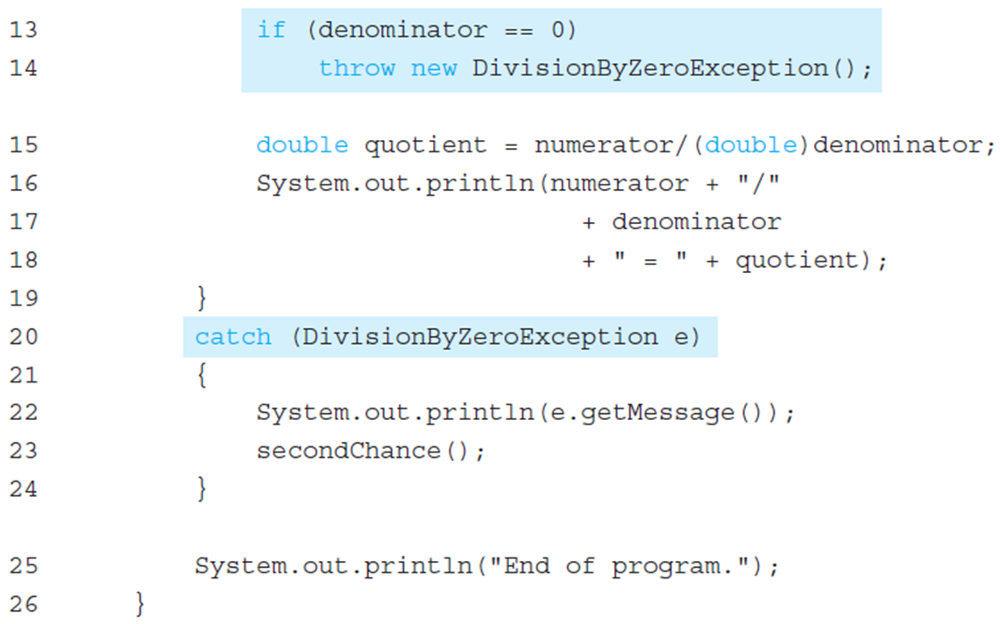 13 if (denominator == 0)
14 throw new DivisionByZeroException();
15 double quotient = numerator/(double)denominator;
16 System.out.println(numerator + "/"
17 + denominator
18 + " = " + quotient);
19 }
20 catch (DivisionByZeroException e)
21 {
22 System.out.println(e.getMessage());
23 secondChance();
24 }
25 System.out.println("End of program.");
26 }